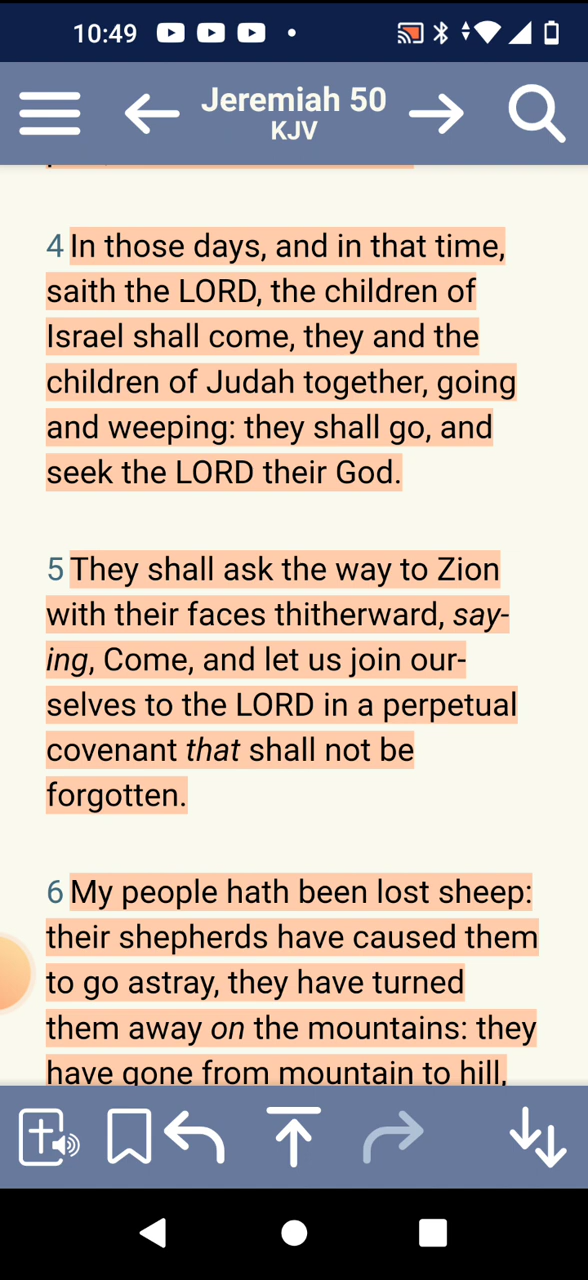 10:49
Jeremiah 50
KJV
4 In those days, and in that time,
saith the LORD, the children of
Israel shall come, they and the
children of Judah together, going
and weeping: they shall go, and
seek the LORD their God.
5 They shall ask the way to Zion
with their faces thitherward, say-
ing, Come, and let us join our-
selves to the LORD in a perpetual
covenant that shall not be
forgotten.
6 My people hath been lost sheep:
their shepherds have caused them
to go astray, they have turned
them away on the mountains: they
have gone from mountain to hill,